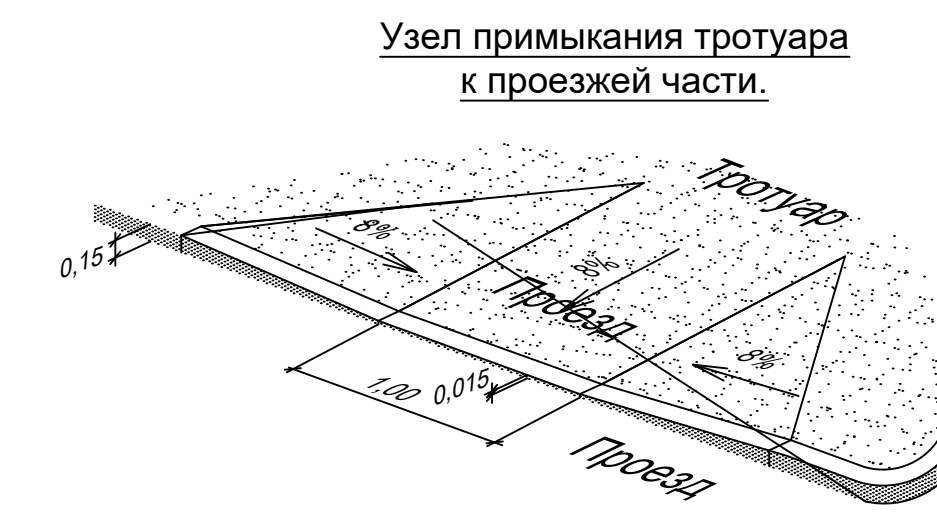 Узел примыкания тротуара
к проезжей части.
Тротуар
8%
8%
0,15
Проезд
8%
1,00
0,015
Проезд